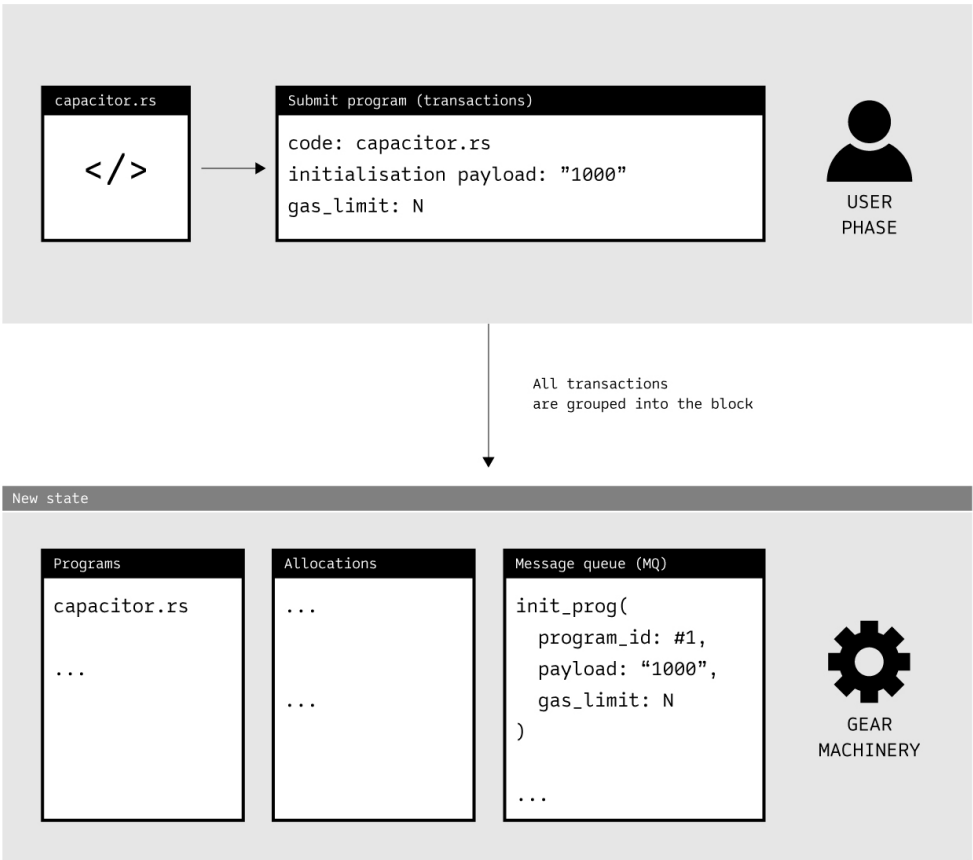 capacitor.rs
</>
Submit program (transactions)
code: capacitor.rs
initialisation payload: ”1000”
gas_limit: N
USER
PHASE
All transactions
are grouped into the block
New state
Programs
capacitor.rs
...
Allocations
...
...
Message queue (MQ)
init_prog(
program_id: #1,
payload: “1000”,
gas_limit: N
)
...
GEAR
MACHINERY